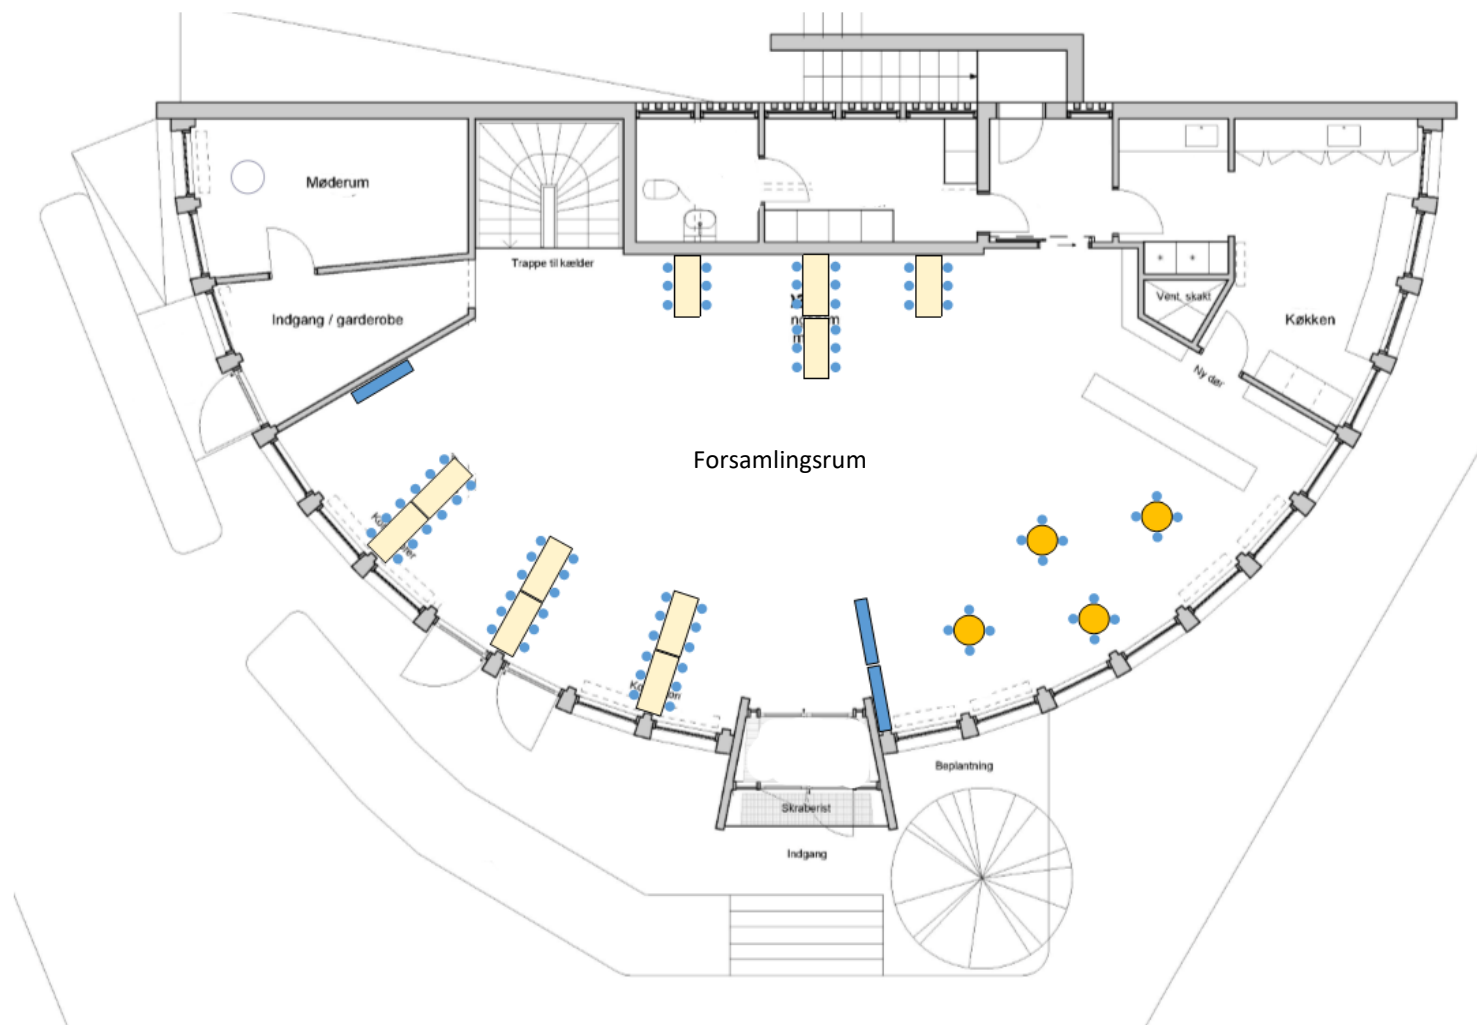 Møderum
Trappe til kælder
Indgang / garderobe
Vent. skakt
Køkken
Ny dør
Forsamlingsrum
Beplantning
Skraberist
Indgang